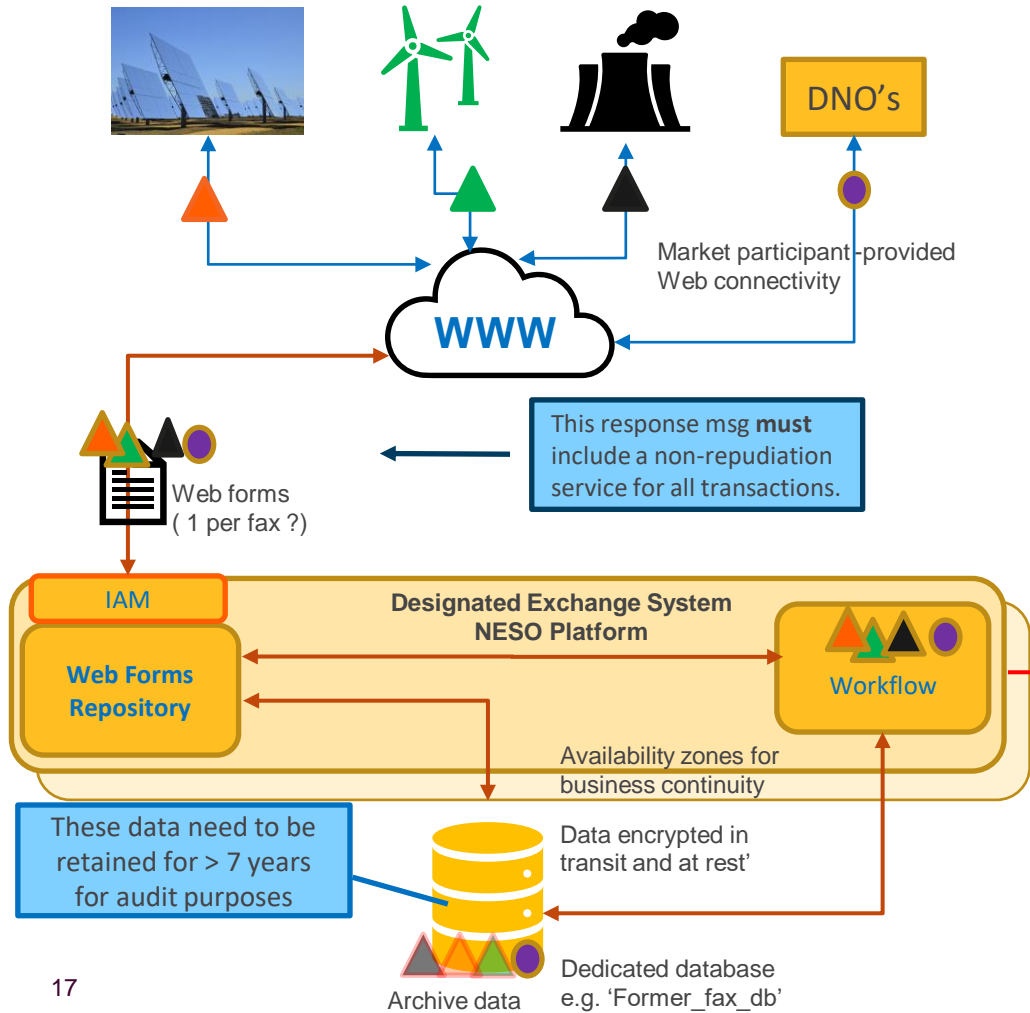 DNO's
Market participant-provided
Web connectivity
WWW
This response msg must
include a non-repudiation
service for all transactions.
Web forms
( 1 per fax ?)
IAM
Designated Exchange System
NESO Platform
Web Forms
Repository
Workflow
Availability zones for
business continuity
These data need to be
retained for > 7 years
for audit purposes
Data encrypted in
transit and at rest'
Dedicated database
e.g. 'Former_fax_db'
Archive data
17